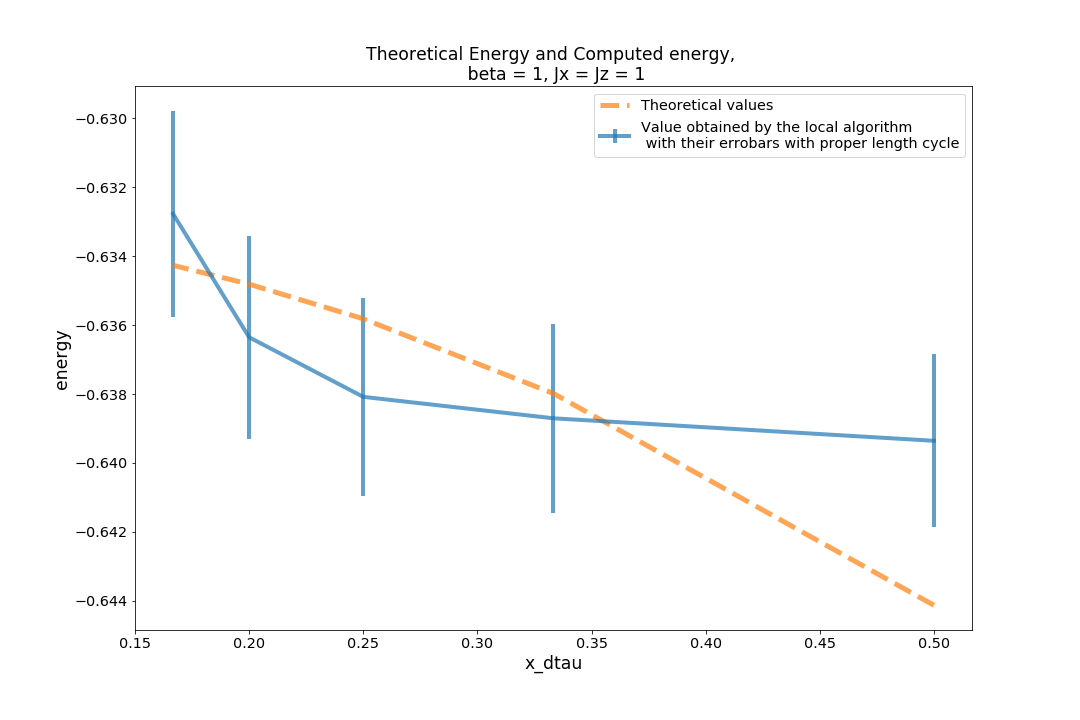 Theoretical Energy and Computed energy,
beta = 1, Jx = Jz = 1
Theoretical values
Value obtained by the local algorithm
with their errobars with proper length cycle
−0.630
−0.632
−0.634
−0.636
−0.638
−0.640
−0.642
−0.644
energy
0.15 0.20 0.25 0.30 0.35 0.40 0.45 0.50
x_dtau